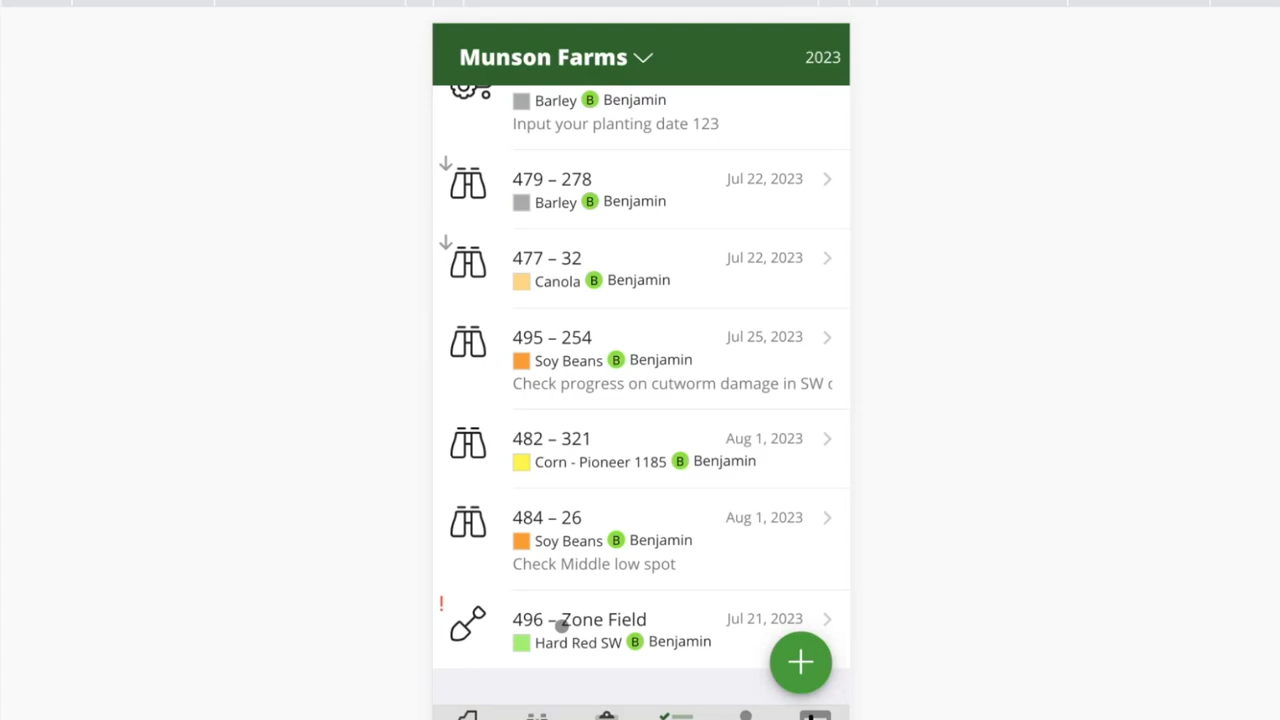 Munson Farms 2023
Barley B Benjamin
Input your planting date 123
479 – 278 Jul 22, 2023
Barley B Benjamin
477 – 32 Jul 22, 2023
Canola B Benjamin
495 – 254 Jul 25, 2023
Soy Beans B Benjamin
Check progress on cutworm damage in SW
482 – 321 Aug 1, 2023
Corn - Pioneer 1185 B Benjamin
484 – 26 Aug 1, 2023
Soy Beans B Benjamin
Check Middle low spot
! 496 – Zone Field Jul 21, 2023
Hard Red SW B Benjamin